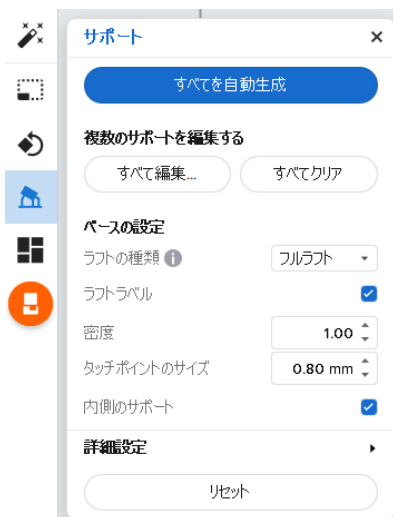 サポート
すべてを自動生成
複数のサポートを編集する
すべて編集... すべてクリア
ベースの設定
ラフトの種類 フルラフト
ラフトラベル
密度 1.00
タッチポイントのサイズ 0.80 mm
内側のサポート
詳細設定
リセット